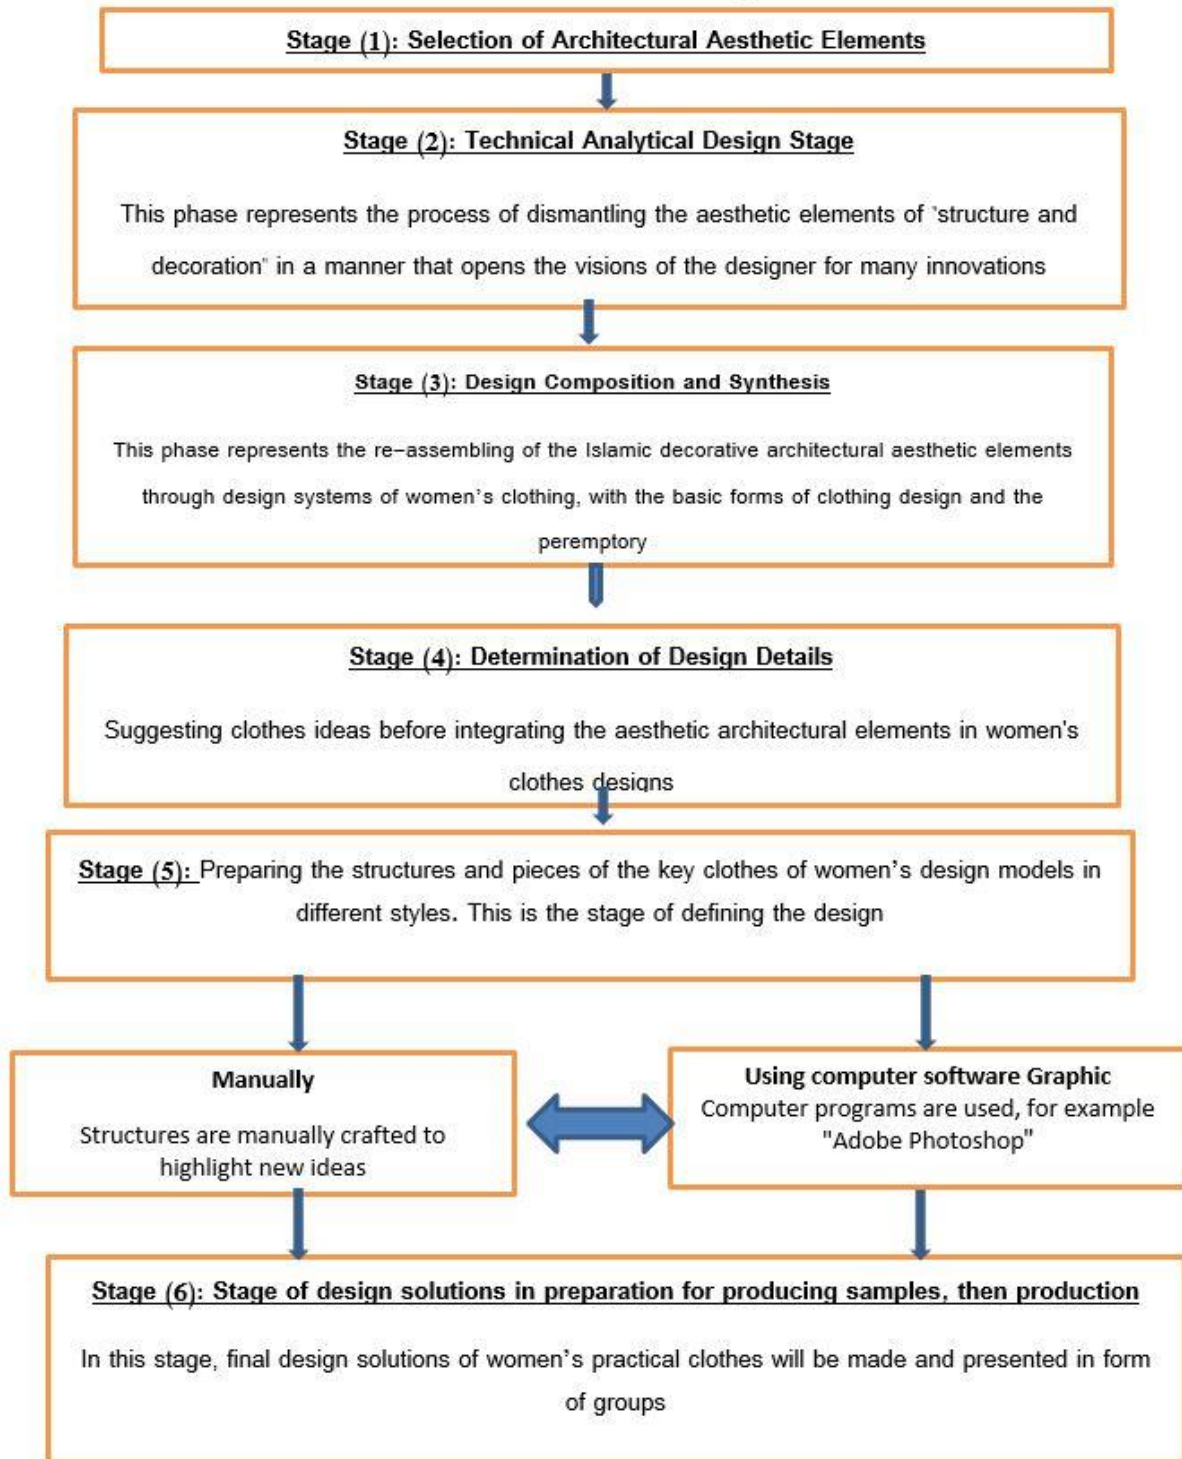 Stage (1): Selection of Architectural Aesthetic Elements
Stage (2): Technical Analytical Design Stage
This phase represents the process of dismantling the aesthetic elements of "structure and
decoration" in a manner that opens the visions of the designer for many innovations
Stage (3): Design Composition and Synthesis
This phase represents the re-assembling of the Islamic decorative architectural aesthetic elements
through design systems of women's clothing, with the basic forms of clothing design and the
peremptory
Stage (4): Determination of Design Details
Suggesting clothes ideas before integrating the aesthetic architectural elements in women's
clothes designs
Stage (5): Preparing the structures and pieces of the key clothes of women's design models in
different styles. This is the stage of defining the design
Manually
Structures are manually crafted to
highlight new ideas
Using computer software Graphic
Computer programs are used, for example
"Adobe Photoshop"
Stage (6): Stage of design solutions in preparation for producing samples, then production
In this stage, final design solutions of women's practical clothes will be made and presented in form
of groups